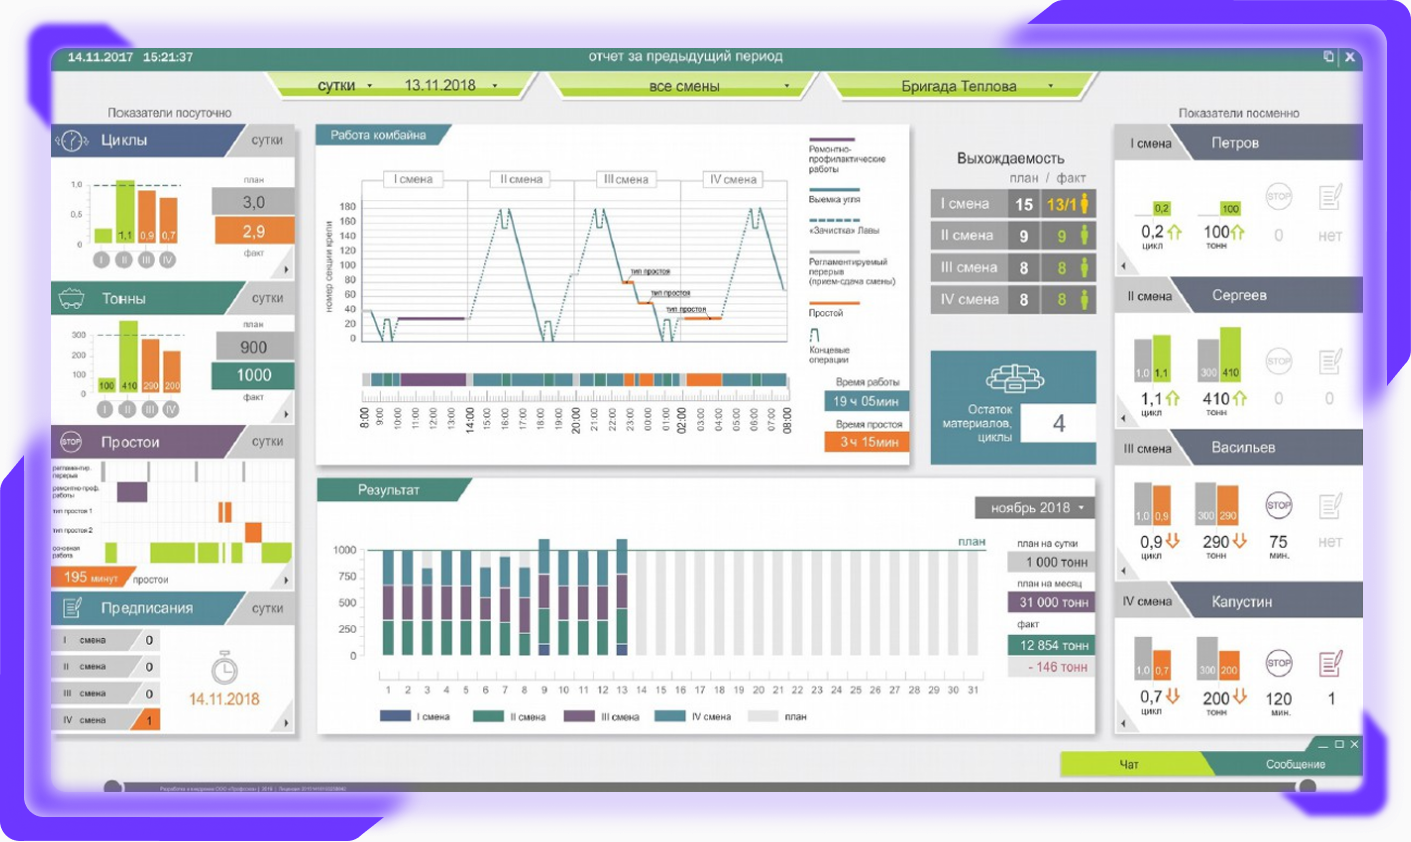 14.11.2017 15:21:37
отчет за предыдущий период
сутки 13.11.2018
все смены
Бригада Теплова
Показатели посуточно
Циклы
сутки
1.0
0,5
0
1,1 0,9 0,7
I II III IV
план
3,0
2,9
факт
Тонны
сутки
300
200
100
0
100 410 290 200
I II III IV
план
900
1000
факт
STOP Простои
сутки
регламентир.
перерыв
ремонтно-проф.
работы
тип простоя 1
тип простоя 2
основная
работа
195 минут простои
Предписания
сутки
I смена 0
II смена 0
III смена 0
IV смена 1
14.11.2018
Работа комбайна
I смена
II смена
III смена
IV смена
номер секции крепи
180
160
140
120
100
80
60
40
20
0
тип простоя
тип простоя
тип простоя
8:00 9:00 10:00 11:00 12:00 13:00 14:00 15:00 16:00 17:00 18:00 19:00 20:00 21:00 22:00 23:00 00:00 01:00 02:00 03:00 04:00 05:00 06:00 07:00 08:00
Ремонтно-
профилактические
работы
Выемка угля
«Зачистка» Лавы
Регламентируемый
перерыв
(прием-сдача смены)
Простой
Концевые
операции
Время работы
19 ч 05мин
Время простоя
3 ч 15мин
Выхождаемость
план / факт
I смена 15 13/1
II смена 9 9
III смена 8 8
IV смена 8 8
Остаток
материалов,
циклы
4
Результат
ноябрь 2018
план
1000
750
500
250
0
1 2 3 4 5 6 7 8 9 10 11 12 13 14 15 16 17 18 19 20 21 22 23 24 25 26 27 28 29 30 31
I смена II смена III смена IV смена план
план на сутки
1 000 тонн
план на месяц
31 000 тонн
факт
12 854 тонн
- 146 тонн
Показатели посменно
I смена Петров
0,2 100 STOP
0,2 100 0 нет
цикл тонн
II смена Сергеев
1,0 1,1 300 410 STOP
1,1 410 0 0
цикл тонн
III смена Васильев
1,0 0,9 300 290 STOP
0,9 290 75 нет
цикл тонн мин.
IV смена Капустин
1,0 0,7 300 200 STOP
0,7 200 120 1
цикл тонн мин.
Чат
Сообщение